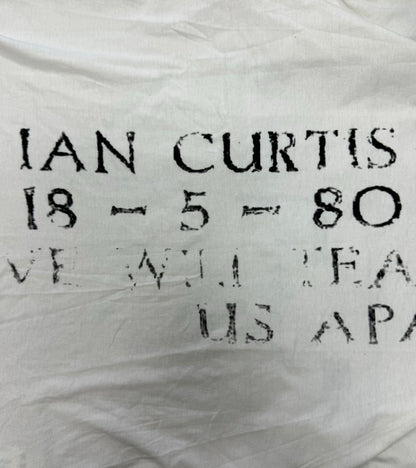 IAN CURTIS
18 - 5 - 80
VE WILL TEA
US APA